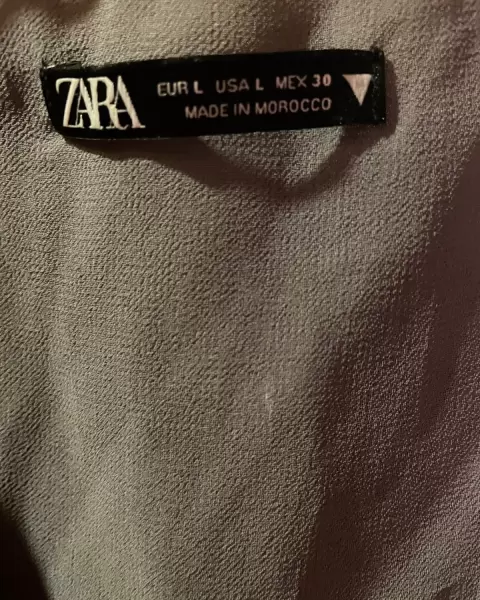 ZARA
EUR L USA L MEX 30
MADE IN MOROCCO